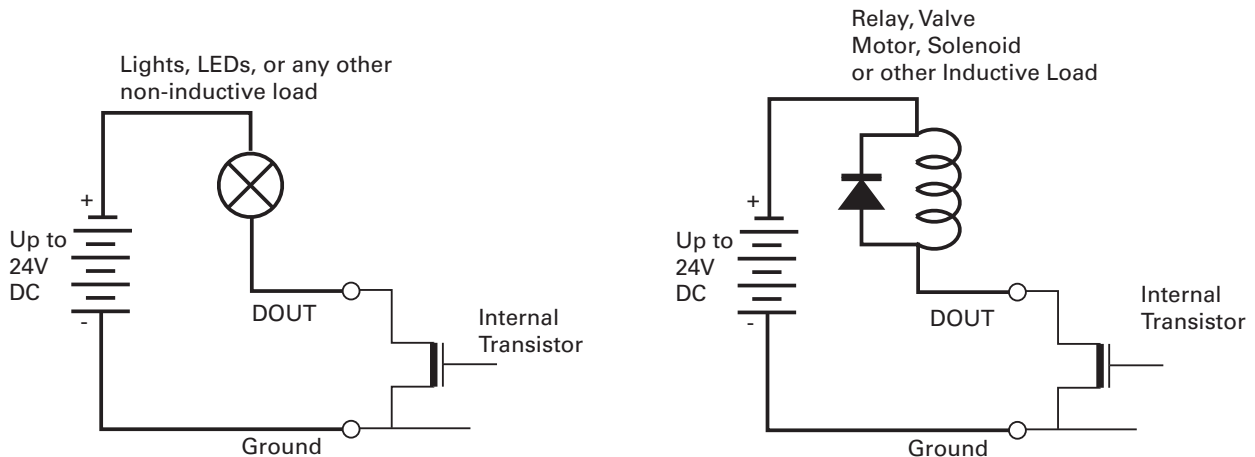 Lights, LEDs, or any other
non-inductive load
+
Up to
24V
DC
-
DOUT
Internal
Transistor
Ground
Relay, Valve
Motor, Solenoid
or other Inductive Load
+
Up to
24V
DC
-
DOUT
Internal
Transistor
Ground